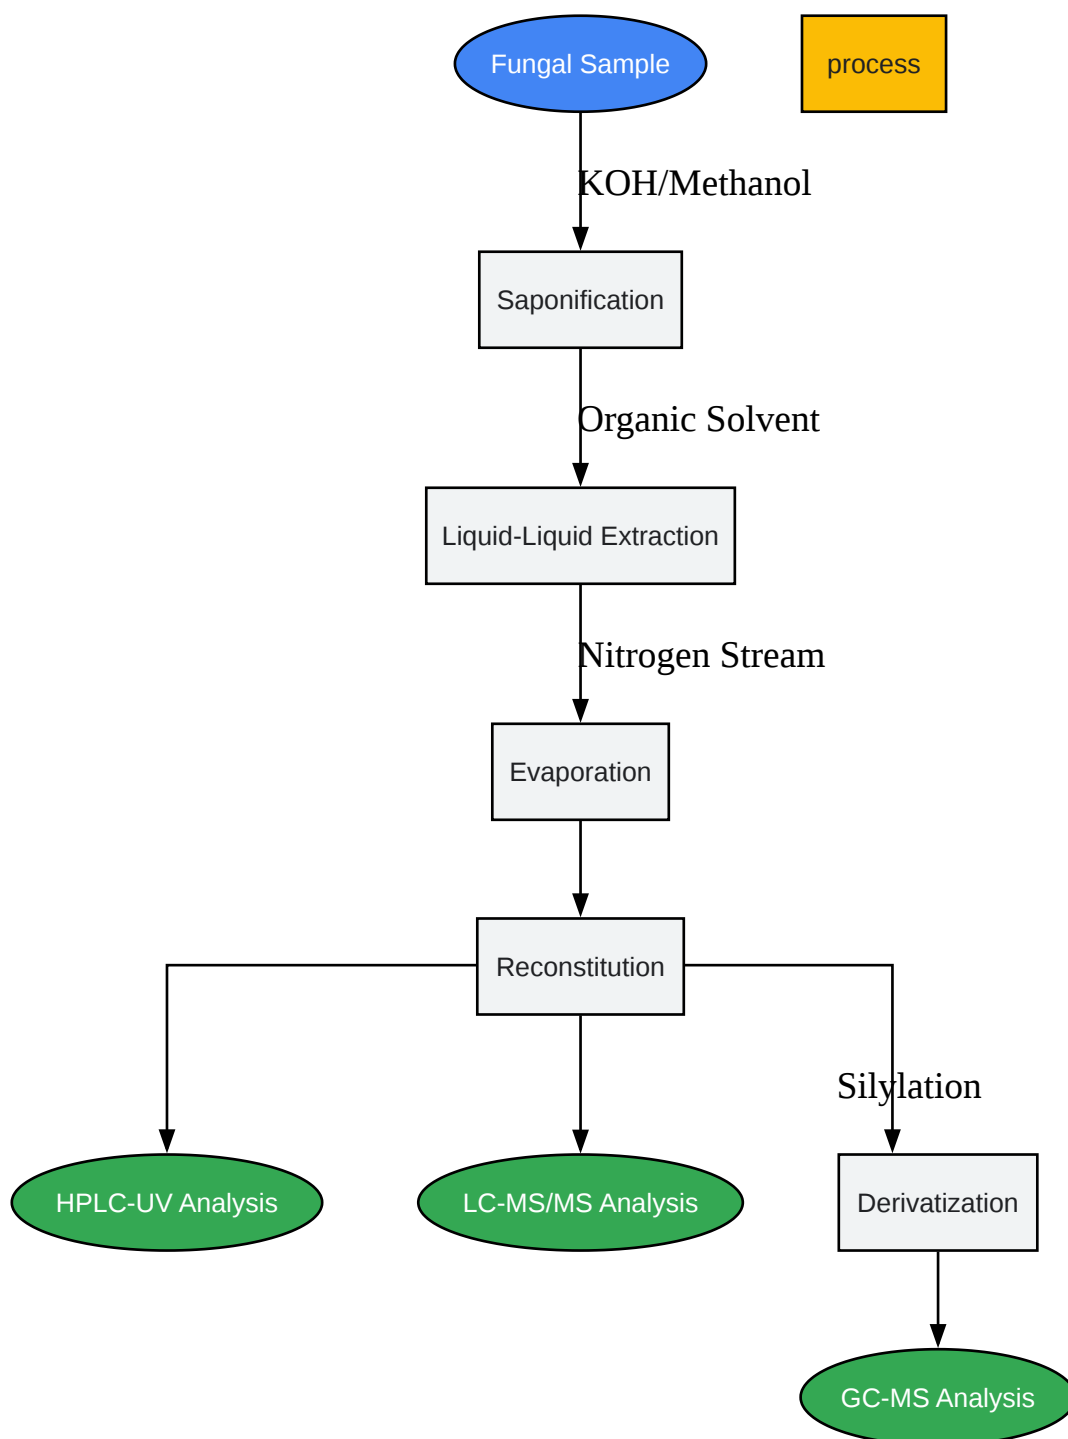 Fungal Sample
process
KOH/Methanol
Saponification
Organic Solvent
Liquid-Liquid Extraction
Nitrogen Stream
Evaporation
Reconstitution
Silylation
HPLC-UV Analysis
LC-MS/MS Analysis
Derivatization
GC-MS Analysis